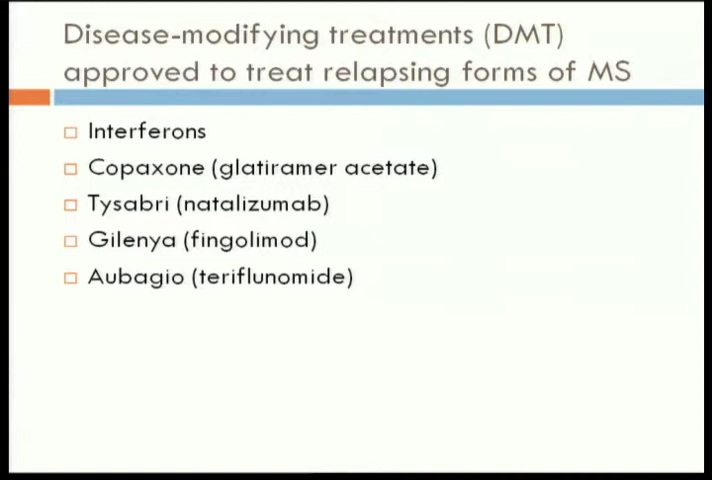 Disease-modifying treatments (DMT)
approved to treat relapsing forms of MS
Interferons
Copaxone (glatiramer acetate)
Tysabri (natalizumab)
Gilenya (fingolimod)
Aubagio (teriflunomide)